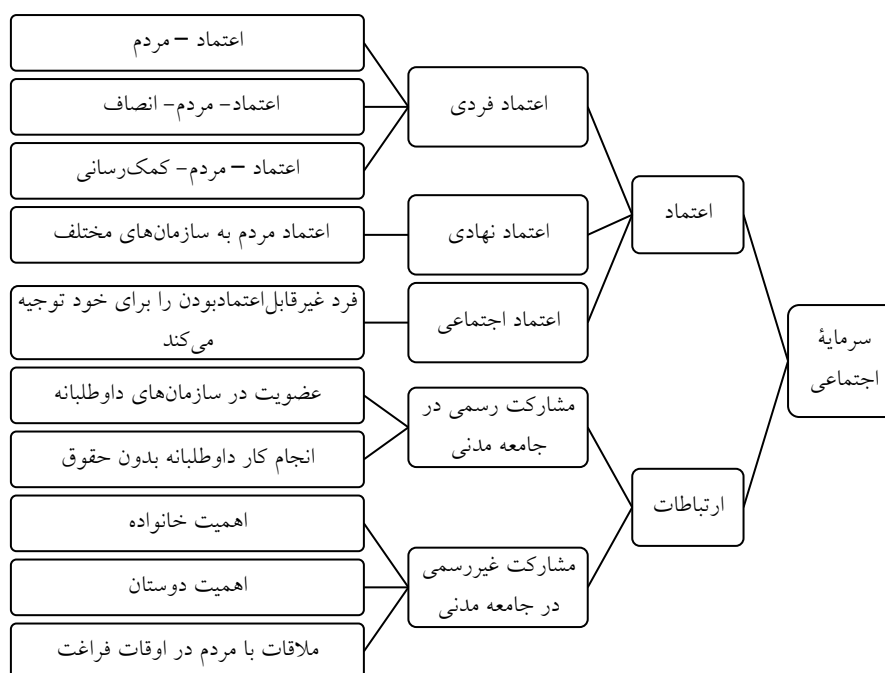 سرمایۀ
اجتماعی
اعتماد
ارتباطات
اعتماد فردی
اعتماد نهادی
اعتماد اجتماعی
مشارکت رسمی در
جامعه مدنی
مشارکت غیررسمی
در جامعه مدنی
اعتماد – مردم
اعتماد- مردم- انصاف
اعتماد – مردم- کمک‌رسانی
اعتماد مردم به سازمان‌های مختلف
فرد غیرقابل‌اعتمادبودن را برای خود توجیه
می‌کند
عضویت در سازمان‌های داوطلبانه
انجام کار داوطلبانه بدون حقوق
اهمیت خانواده
اهمیت دوستان
ملاقات با مردم در اوقات فراغت